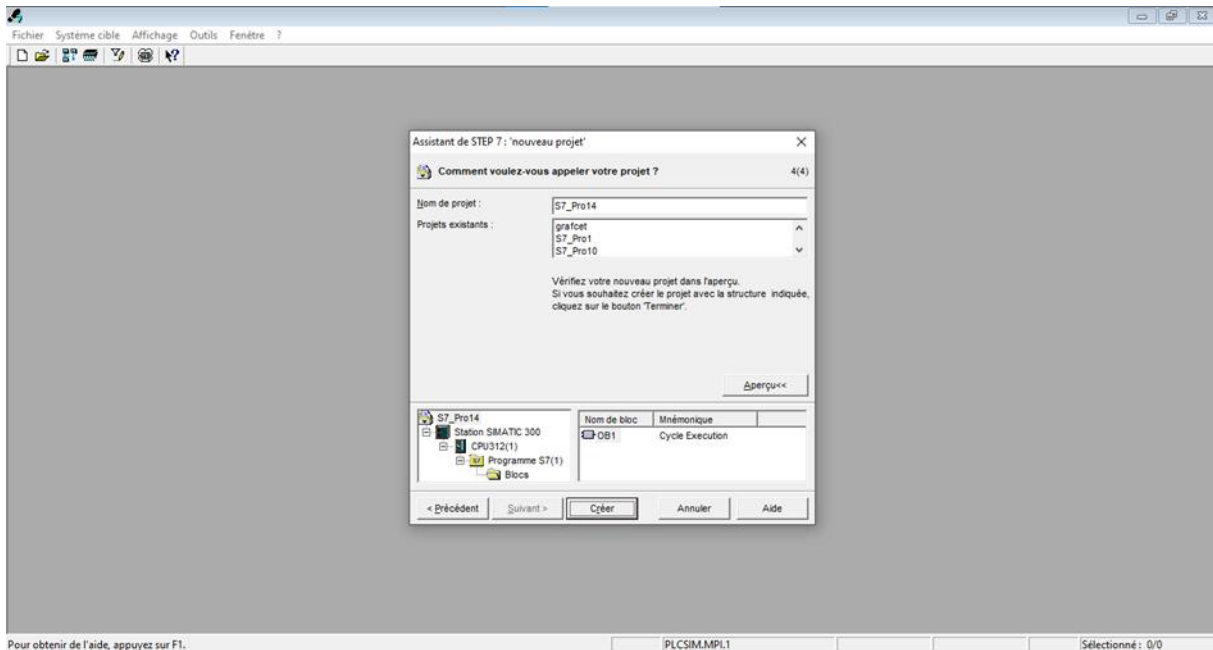 Fichier Système cible Affichage Outils Fenêtre ?
Assistant de STEP 7 : 'nouveau projet'
Comment voulez-vous appeler votre projet ? 4(4)
Nom de projet : S7_Pro14
Projets existants : grafcet
S7_Pro1
S7_Pro10
Vérifiez votre nouveau projet dans l'aperçu.
Si vous souhaitez créer le projet avec la structure indiquée,
cliquez sur le bouton 'Terminer'.
Aperçu<<
S7_Pro14
Station SIMATIC 300
CPU312(1)
Programme S7(1)
Blocs
Nom de bloc Mnémonique
OB1 Cycle Execution
< Précédent Suivant > Créer Annuler Aide
Pour obtenir de l'aide, appuyez sur F1. PLCSIM.MPI.1 Sélectionné : 0/0